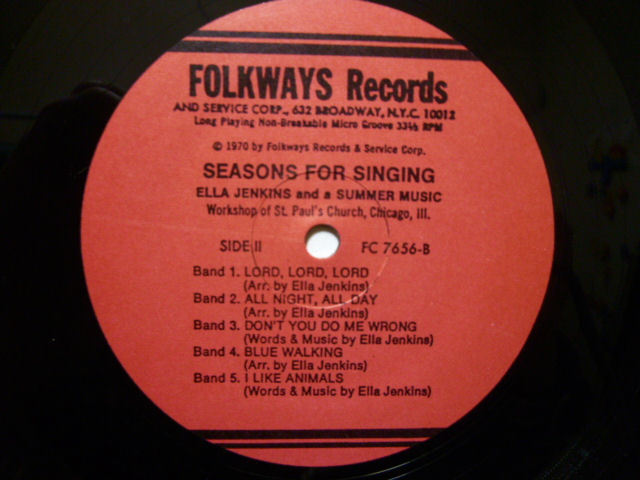 FOLKWAYS Records
AND SERVICE CORP., 632 BROADWAY, N.Y.C. 10012
Long Playing Non-Breakable Micro Groove 33⅓ RPM
© 1970 by Folkways Records & Service Corp.
SEASONS FOR SINGING
ELLA JENKINS and a SUMMER MUSIC
Workshop of St. Paul's Church, Chicago, Ill.
SIDE II FC 7656-B
Band 1. LORD, LORD, LORD
(Arr. by Ella Jenkins)
Band 2. ALL NIGHT, ALL DAY
(Arr. by Ella Jenkins)
Band 3. DON'T YOU DO ME WRONG
(Words & Music by Ella Jenkins)
Band 4. BLUE WALKING
(Arr. by Ella Jenkins)
Band 5. I LIKE ANIMALS
(Words & Music by Ella Jenkins)